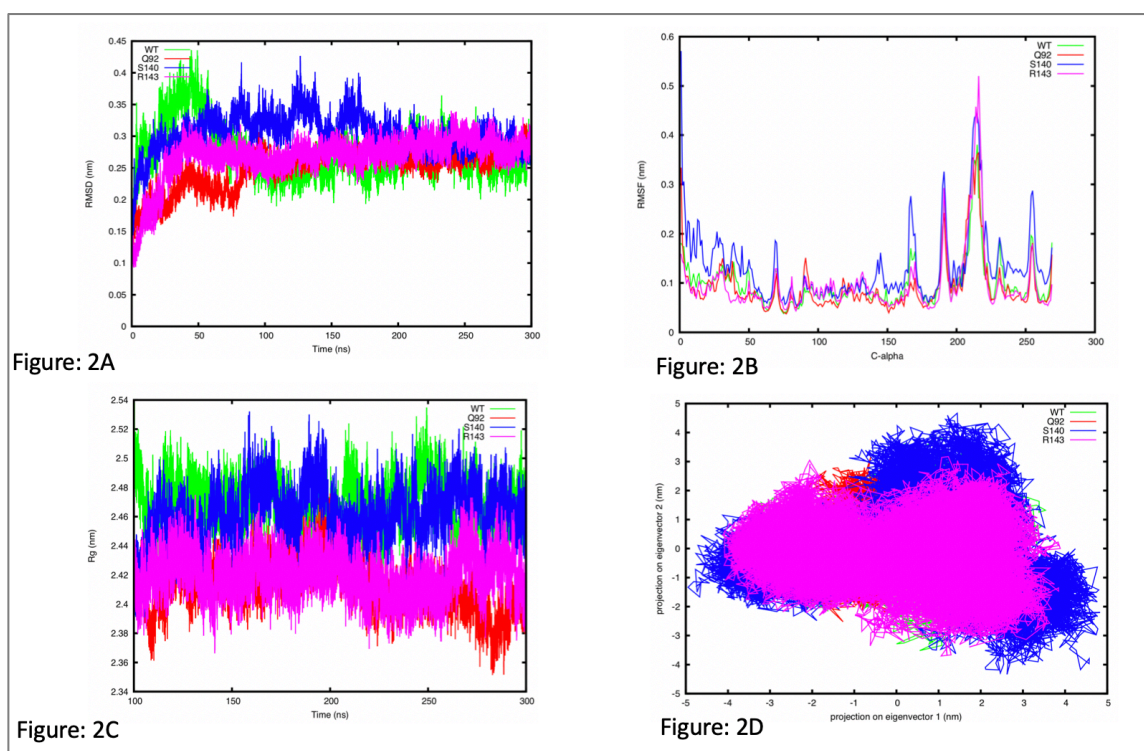 0.45
0.4
0.35
0.3
0.25
0.2
0.15
0.1
0.05
0
RMSD (nm)
WT
Q92
S140
R143
0 50 100 150 200 250 300
Time (ns)
Figure: 2A
0.6
0.5
0.4
0.3
0.2
0.1
0
RMSF (nm)
WT
Q92
S140
R143
0 50 100 150 200 250 300
C-alpha
Figure: 2B
2.54
2.52
2.5
2.48
2.46
2.44
2.42
2.4
2.38
2.36
2.34
Rg (nm)
WT
Q92
S140
R143
100 150 200 250 300
Time (ns)
Figure: 2C
5
4
3
2
1
0
-1
-2
-3
-4
-5
projection on eigenvector 2 (nm)
WT
Q92
S140
R143
-5 -4 -3 -2 -1 0 1 2 3 4 5
projection on eigenvector 1 (nm)
Figure: 2D